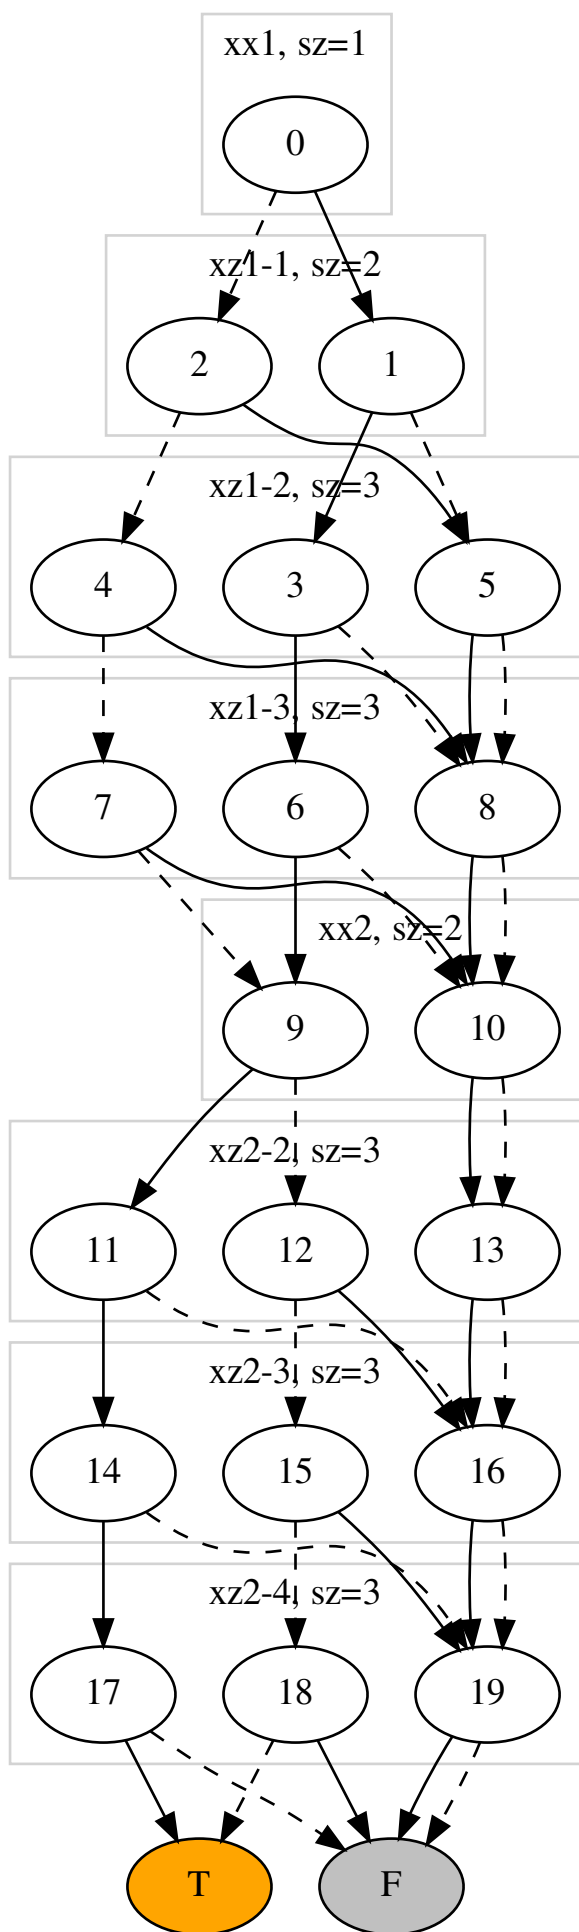 xx1, sz=1
0
xz1-1, sz=2
2 1
xz1-2, sz=3
4 3 5
xz1-3, sz=3
7 6 8
xx2, sz=2
9 10
xz2-2, sz=3
11 12 13
xz2-3, sz=3
14 15 16
xz2-4, sz=3
17 18 19
T F